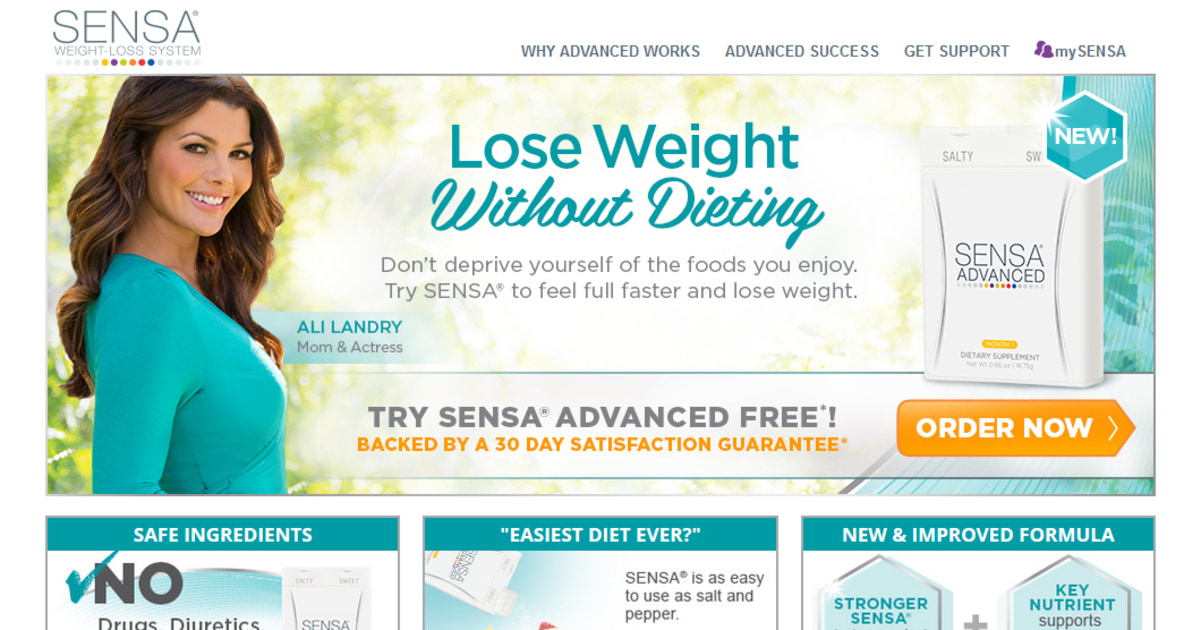 SENSA®
WEIGHT-LOSS SYSTEM
WHY ADVANCED WORKS
ADVANCED SUCCESS
GET SUPPORT
mySENSA
Lose Weight
Without Dieting
Don't deprive yourself of the foods you enjoy.
Try SENSA® to feel full faster and lose weight.
ALI LANDRY
Mom & Actress
NEW!
SALTY SW
SENSA®
ADVANCED
MONTH 1
DIETARY SUPPLEMENT
Net Wt 0.66 oz | 18.75g
TRY SENSA® ADVANCED FREE*!
BACKED BY A 30 DAY SATISFACTION GUARANTEE*
ORDER NOW
SAFE INGREDIENTS
NO
Drugs, Diuretics,
SALTY SWEET
SENSA
"EASIEST DIET EVER?"
SENSA
SENSA® is as easy
to use as salt and
pepper.
NEW & IMPROVED FORMULA
STRONGER
SENSA®
+
KEY
NUTRIENT
supports